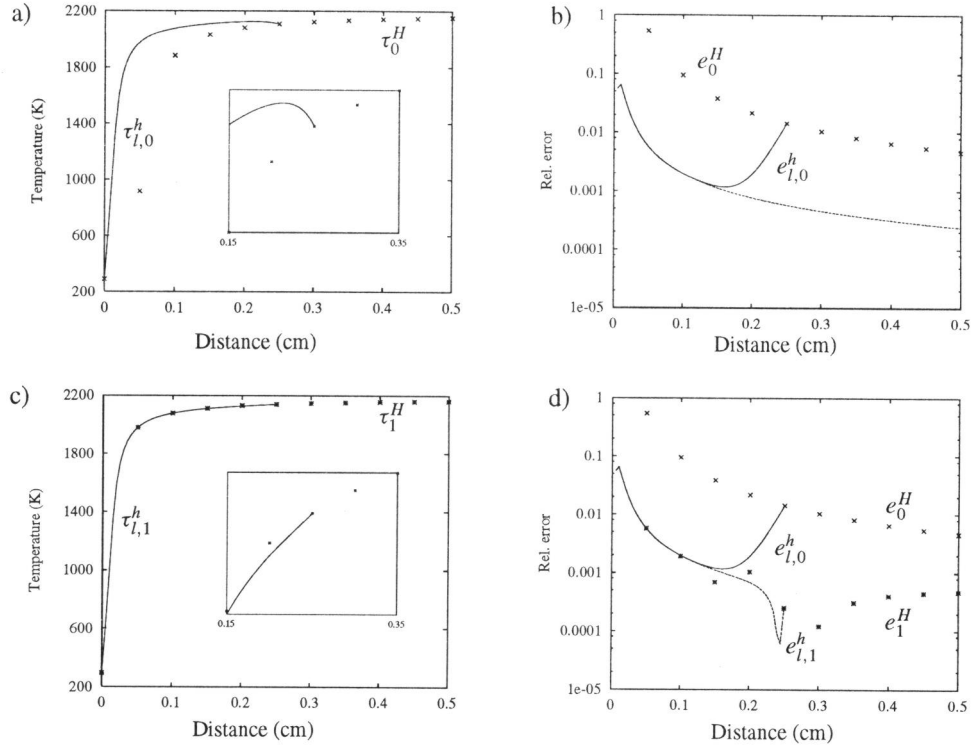 a)
Temperature (K)
2200
1800
1400
1000
600
200
0 0.1 0.2 0.3 0.4 0.5
Distance (cm)
τ_0^H
τ_{l,0}^h
0.15 0.35
b)
Rel. error
1
0.1
0.01
0.001
0.0001
1e-05
0 0.1 0.2 0.3 0.4 0.5
Distance (cm)
e_0^H
e_{l,0}^h
c)
Temperature (K)
2200
1800
1400
1000
600
200
0 0.1 0.2 0.3 0.4 0.5
Distance (cm)
τ_1^H
τ_{l,1}^h
0.15 0.35
d)
Rel. error
1
0.1
0.01
0.001
0.0001
1e-05
0 0.1 0.2 0.3 0.4 0.5
Distance (cm)
e_0^H
e_{l,0}^h
e_1^H
e_{l,1}^h